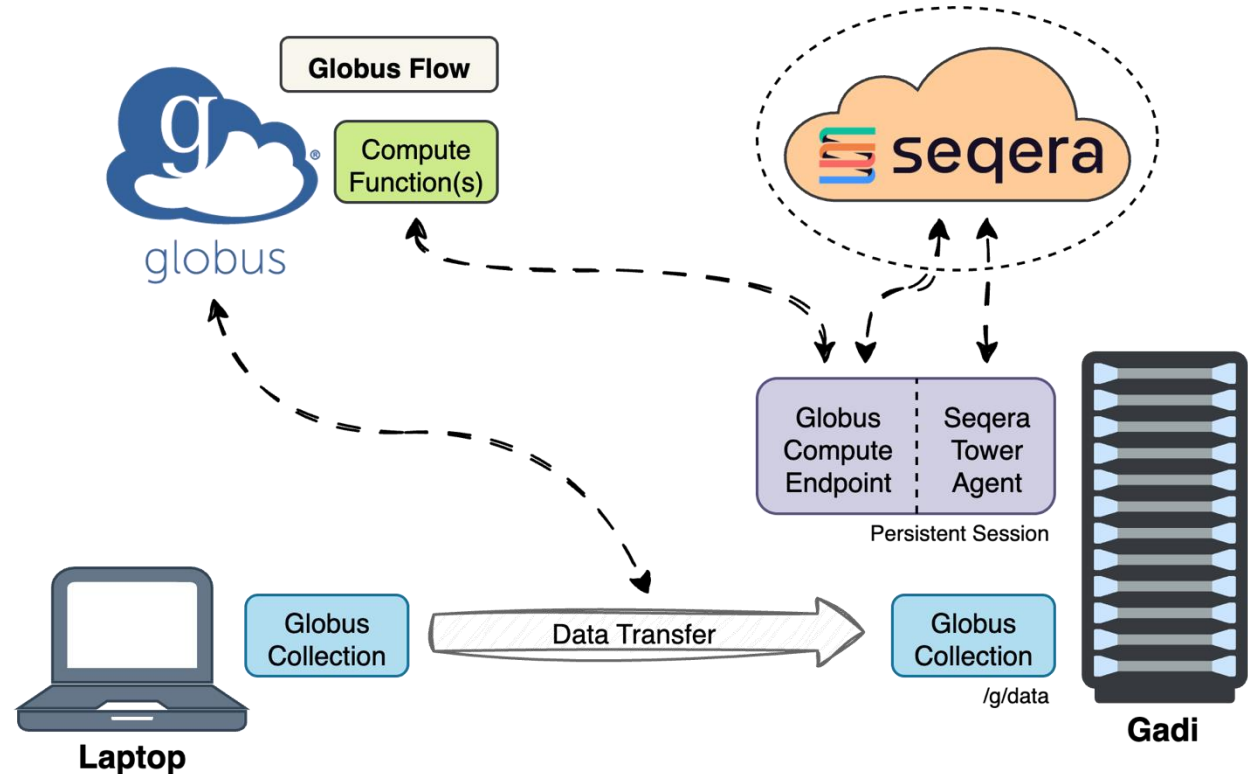 Globus Flow
g
®
globus
Compute
Function(s)
seqera
Globus
Compute
Endpoint
Seqera
Tower
Agent
Persistent Session
Globus
Collection
Data Transfer
Globus
Collection
/g/data
Laptop
Gadi